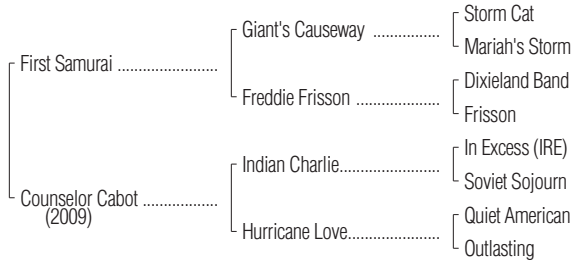 Storm Cat
Giant's Causeway ..................
Mariah's Storm
First Samurai ......................
Dixieland Band
Freddie Frisson ....................
Frisson
In Excess (IRE)
Indian Charlie.......................
Soviet Sojourn
Counselor Cabot .................
(2009)
Quiet American
Hurricane Love.....................
Outlasting